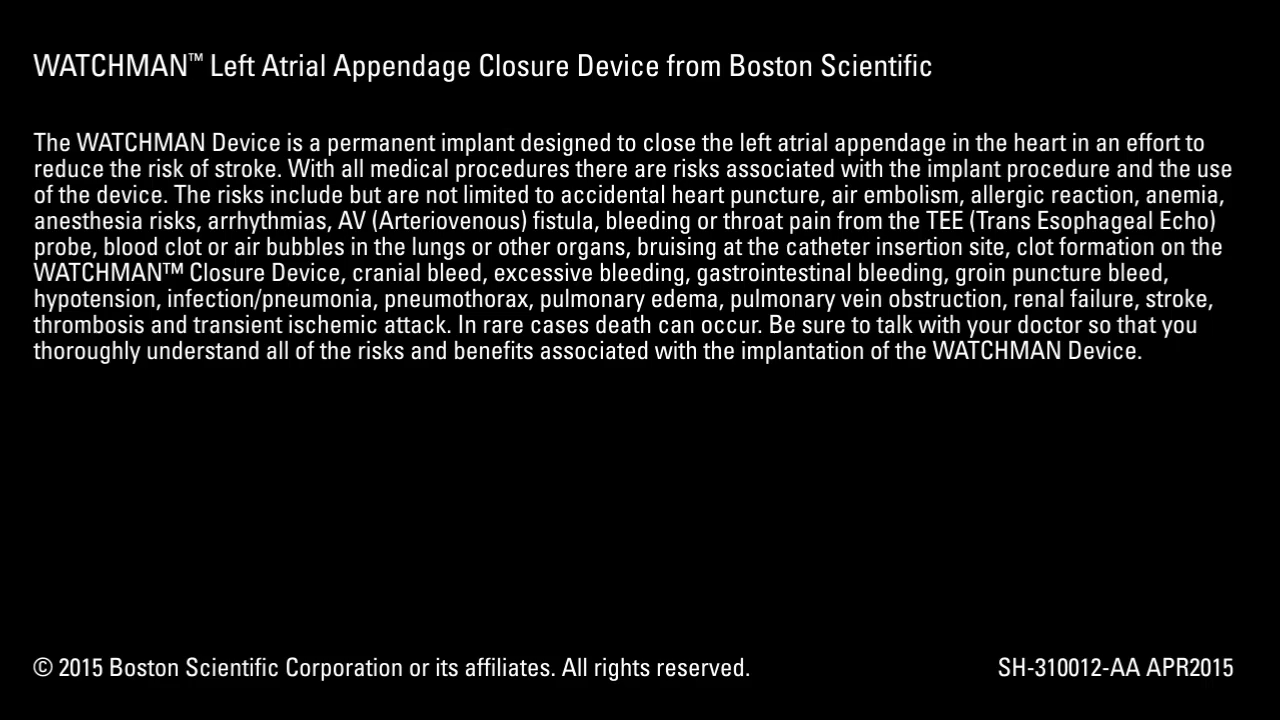 WATCHMAN™ Left Atrial Appendage Closure Device from Boston Scientific
The WATCHMAN Device is a permanent implant designed to close the left atrial appendage in the heart in an effort to
reduce the risk of stroke. With all medical procedures there are risks associated with the implant procedure and the use
of the device. The risks include but are not limited to accidental heart puncture, air embolism, allergic reaction, anemia,
anesthesia risks, arrhythmias, AV (Arteriovenous) fistula, bleeding or throat pain from the TEE (Trans Esophageal Echo)
probe, blood clot or air bubbles in the lungs or other organs, bruising at the catheter insertion site, clot formation on the
WATCHMAN™ Closure Device, cranial bleed, excessive bleeding, gastrointestinal bleeding, groin puncture bleed,
hypotension, infection/pneumonia, pneumothorax, pulmonary edema, pulmonary vein obstruction, renal failure, stroke,
thrombosis and transient ischemic attack. In rare cases death can occur. Be sure to talk with your doctor so that you
thoroughly understand all of the risks and benefits associated with the implantation of the WATCHMAN Device.
© 2015 Boston Scientific Corporation or its affiliates. All rights reserved.
SH-310012-AA APR2015